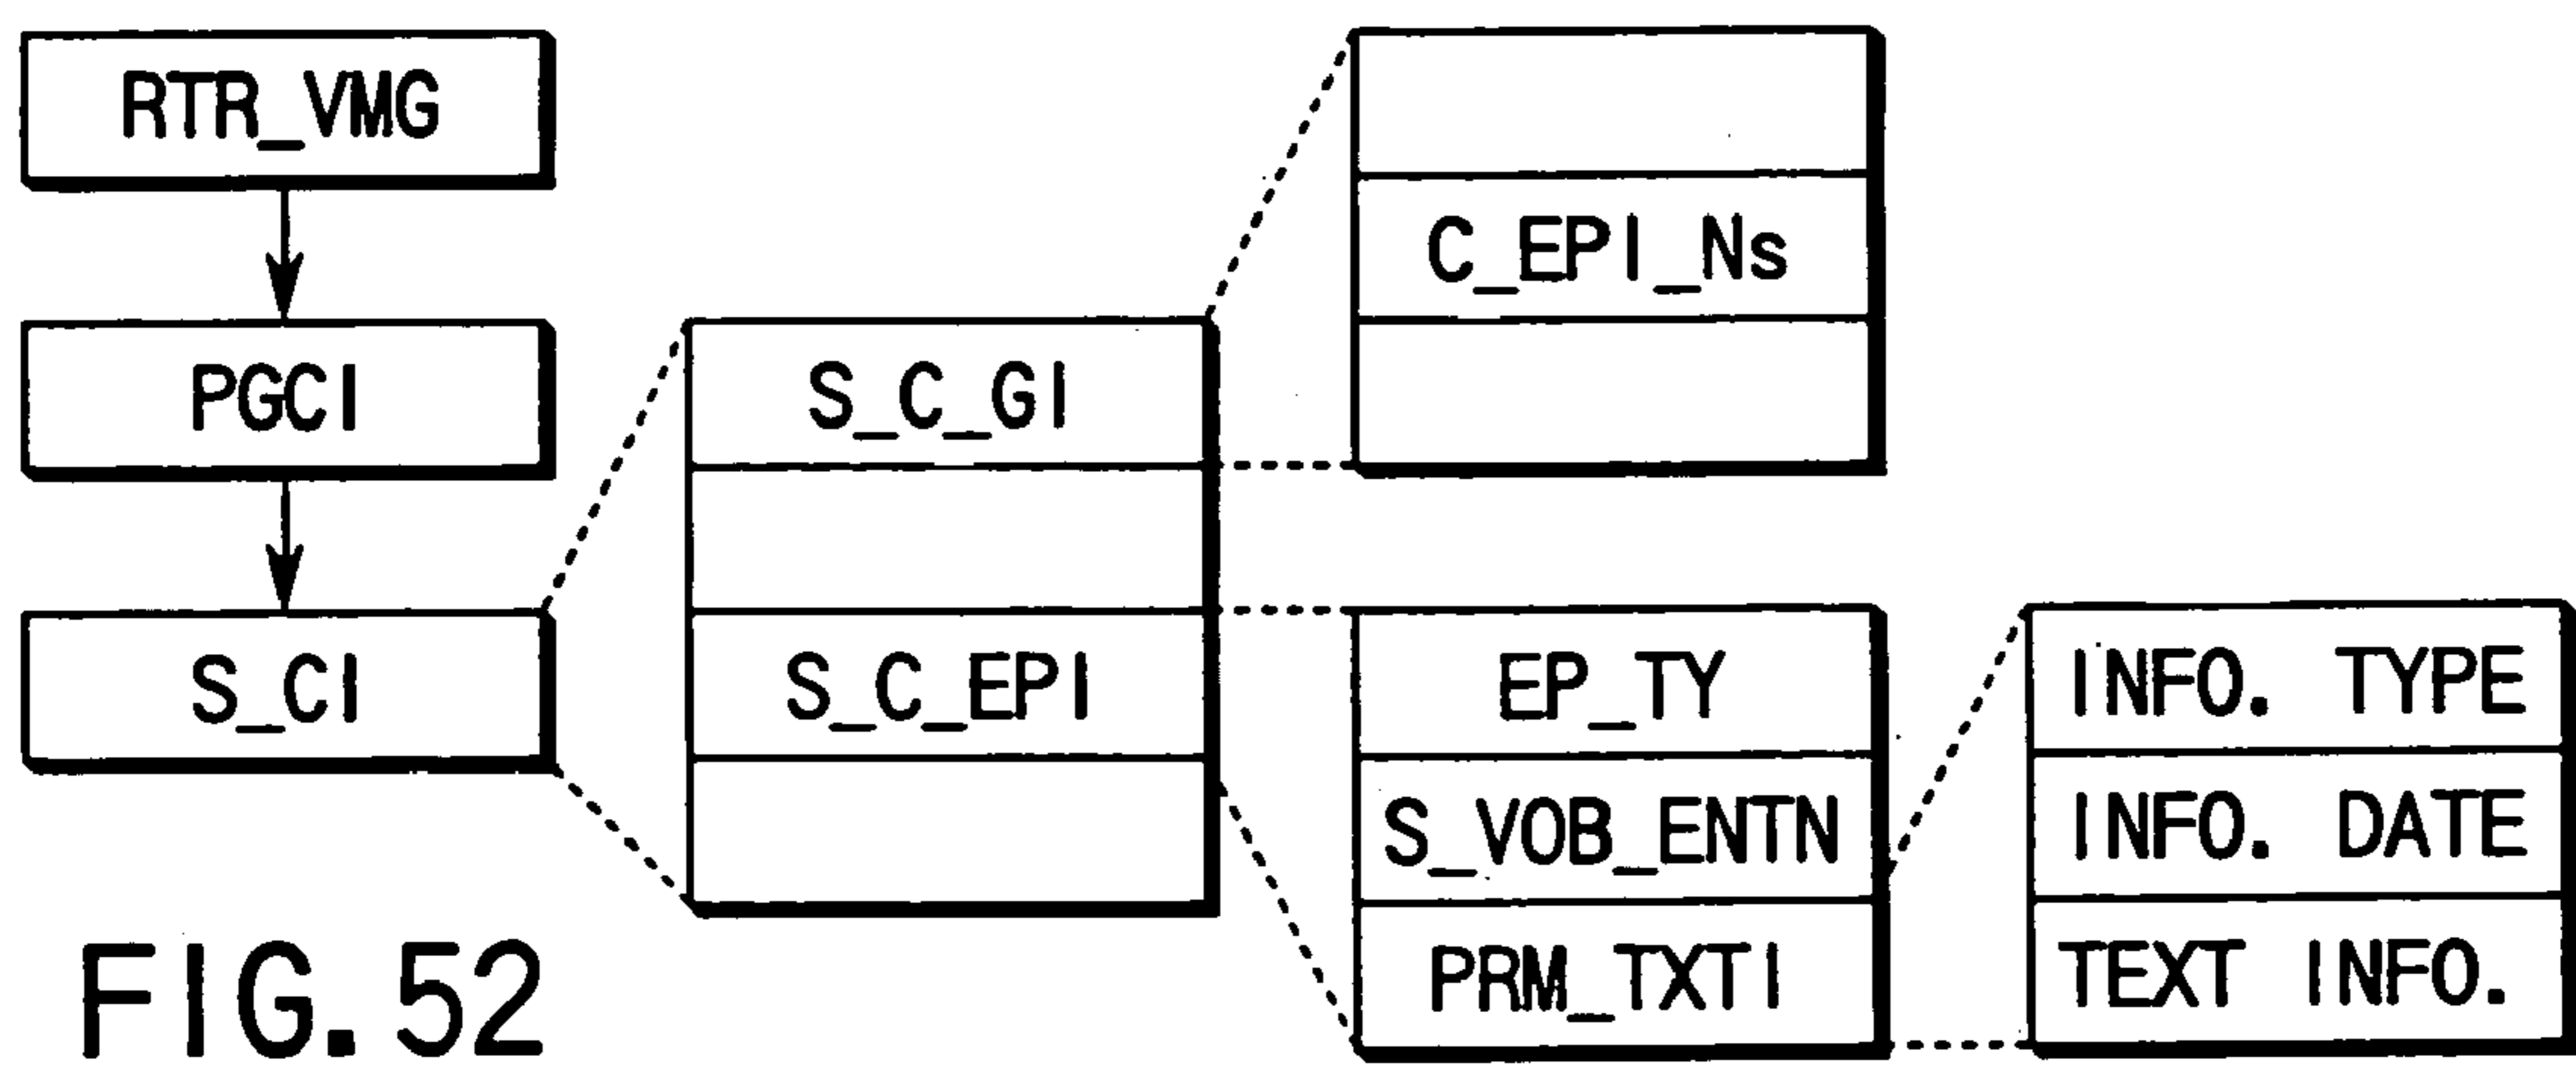 RTR_VMG
PGCI
S_CI
S_C_GI
S_C_EPI
C_EPI_Ns
EP_TY
S_VOB_ENTN
PRM_TXTI
INFO. TYPE
INFO. DATE
TEXT INFO.
FIG. 52